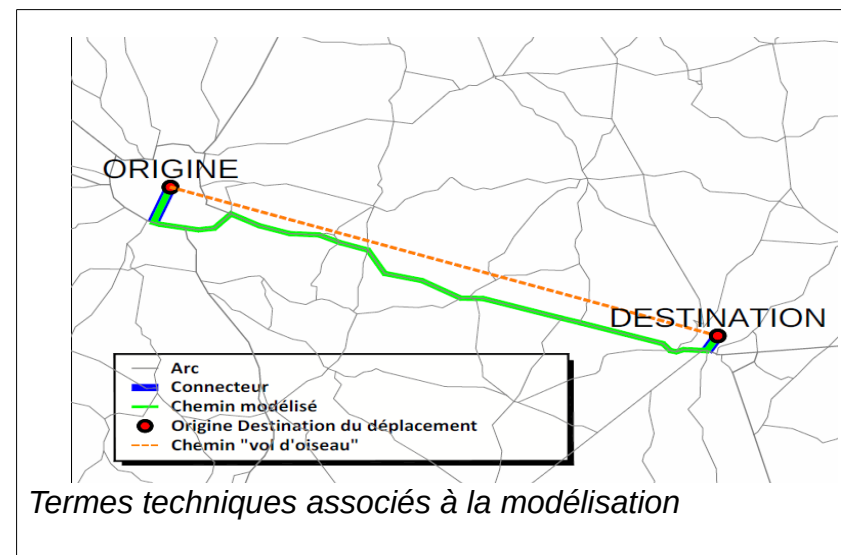 ORIGINE
DESTINATION
Arc
Connecteur
Chemin modélisé
Origine Destination du déplacement
Chemin "vol d'oiseau"
Termes techniques associés à la modélisation